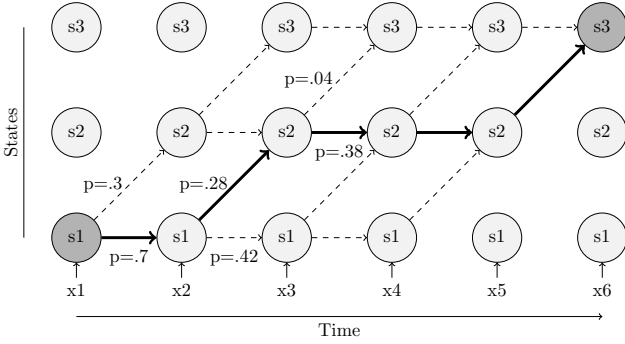 s3 s3 s3 s3 s3 s3
p=.04
States
s2 s2 s2 s2 s2 s2
p=.38
p=.3 p=.28
s1 s1 s1 s1 s1 s1
p=.7 p=.42
x1 x2 x3 x4 x5 x6
Time